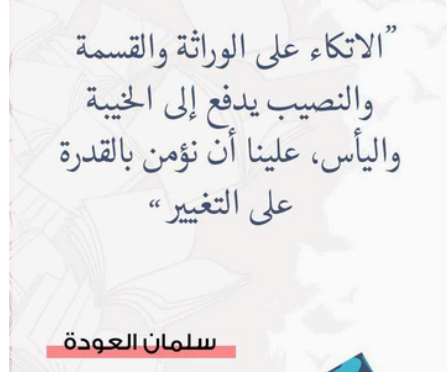 ”الاتكاء على الوراثة والقسمة
والنصيب يدفع إلى الخيبة
واليأس، علينا أن نؤمن بالقدرة
على التغيير“
سلمان العودة